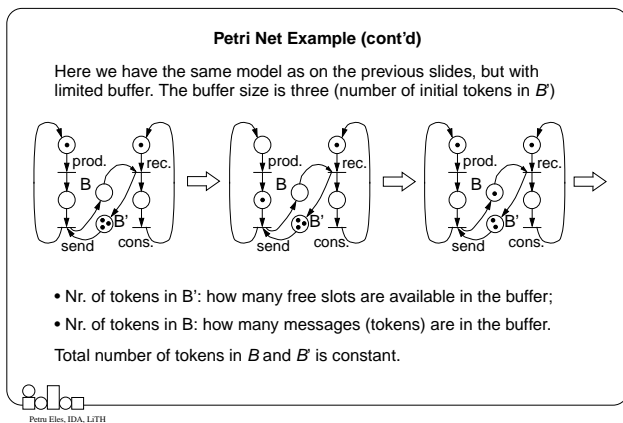 Petri Net Example (cont’d)
Here we have the same model as on the previous slides, but with
limited buffer. The buffer size is three (number of initial tokens in B’)
prod. rec. prod. rec. prod. rec.
B B B
B’ B’ B’
send cons. send cons. send cons.
• Nr. of tokens in B’: how many free slots are available in the buffer;
• Nr. of tokens in B: how many messages (tokens) are in the buffer.
Total number of tokens in B and B’ is constant.
Petru Eles, IDA, LiTH